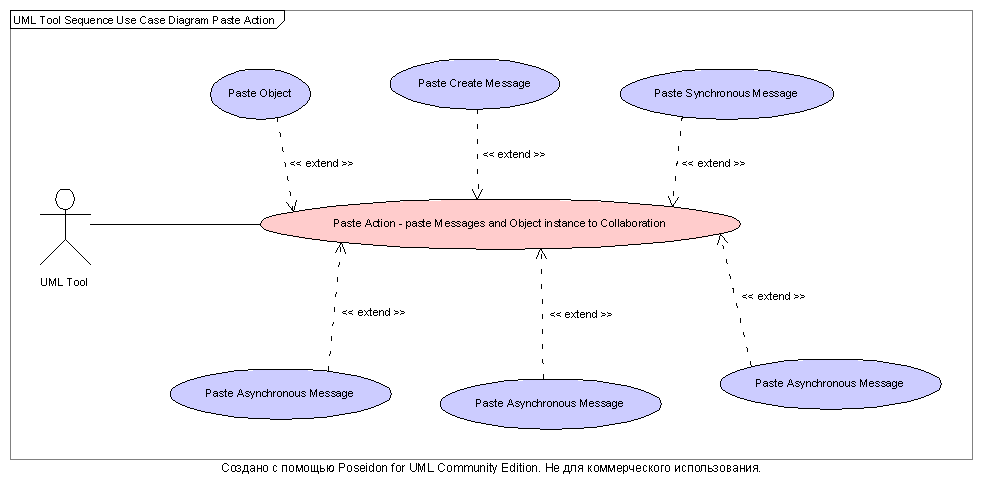 UML Tool Sequence Use Case Diagram Paste Action
Paste Object
Paste Create Message
Paste Synchronous Message
<< extend >>
<< extend >>
<< extend >>
Paste Action - paste Messages and Object instance to Collaboration
UML Tool
<< extend >>
<< extend >>
<< extend >>
Paste Asynchronous Message
Paste Asynchronous Message
Paste Asynchronous Message
Создано с помощью Poseidon for UML Community Edition. Не для коммерческого использования.